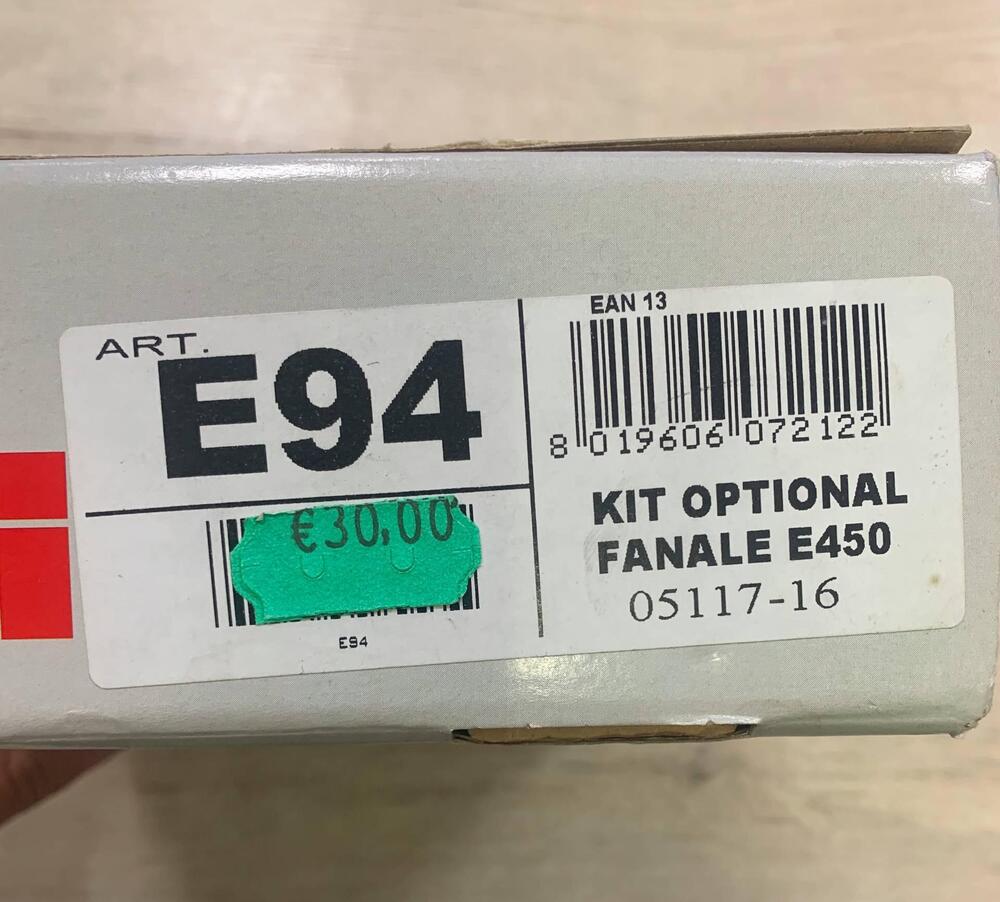 ART.
E94
€30,00
E94
EAN 13
8 019606 072122
KIT OPTIONAL
FANALE E450
05117-16